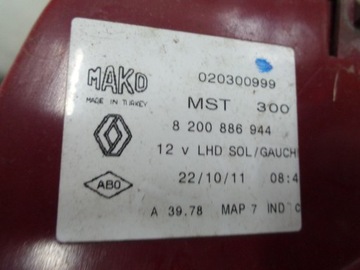 MAKO 020300999
MADE IN TURKEY
MST 300
8 200 886 944
12 v LHD SOL/GAUCH
ABO 22/10/11 08:4
A 39.78 MAP 7 IND C